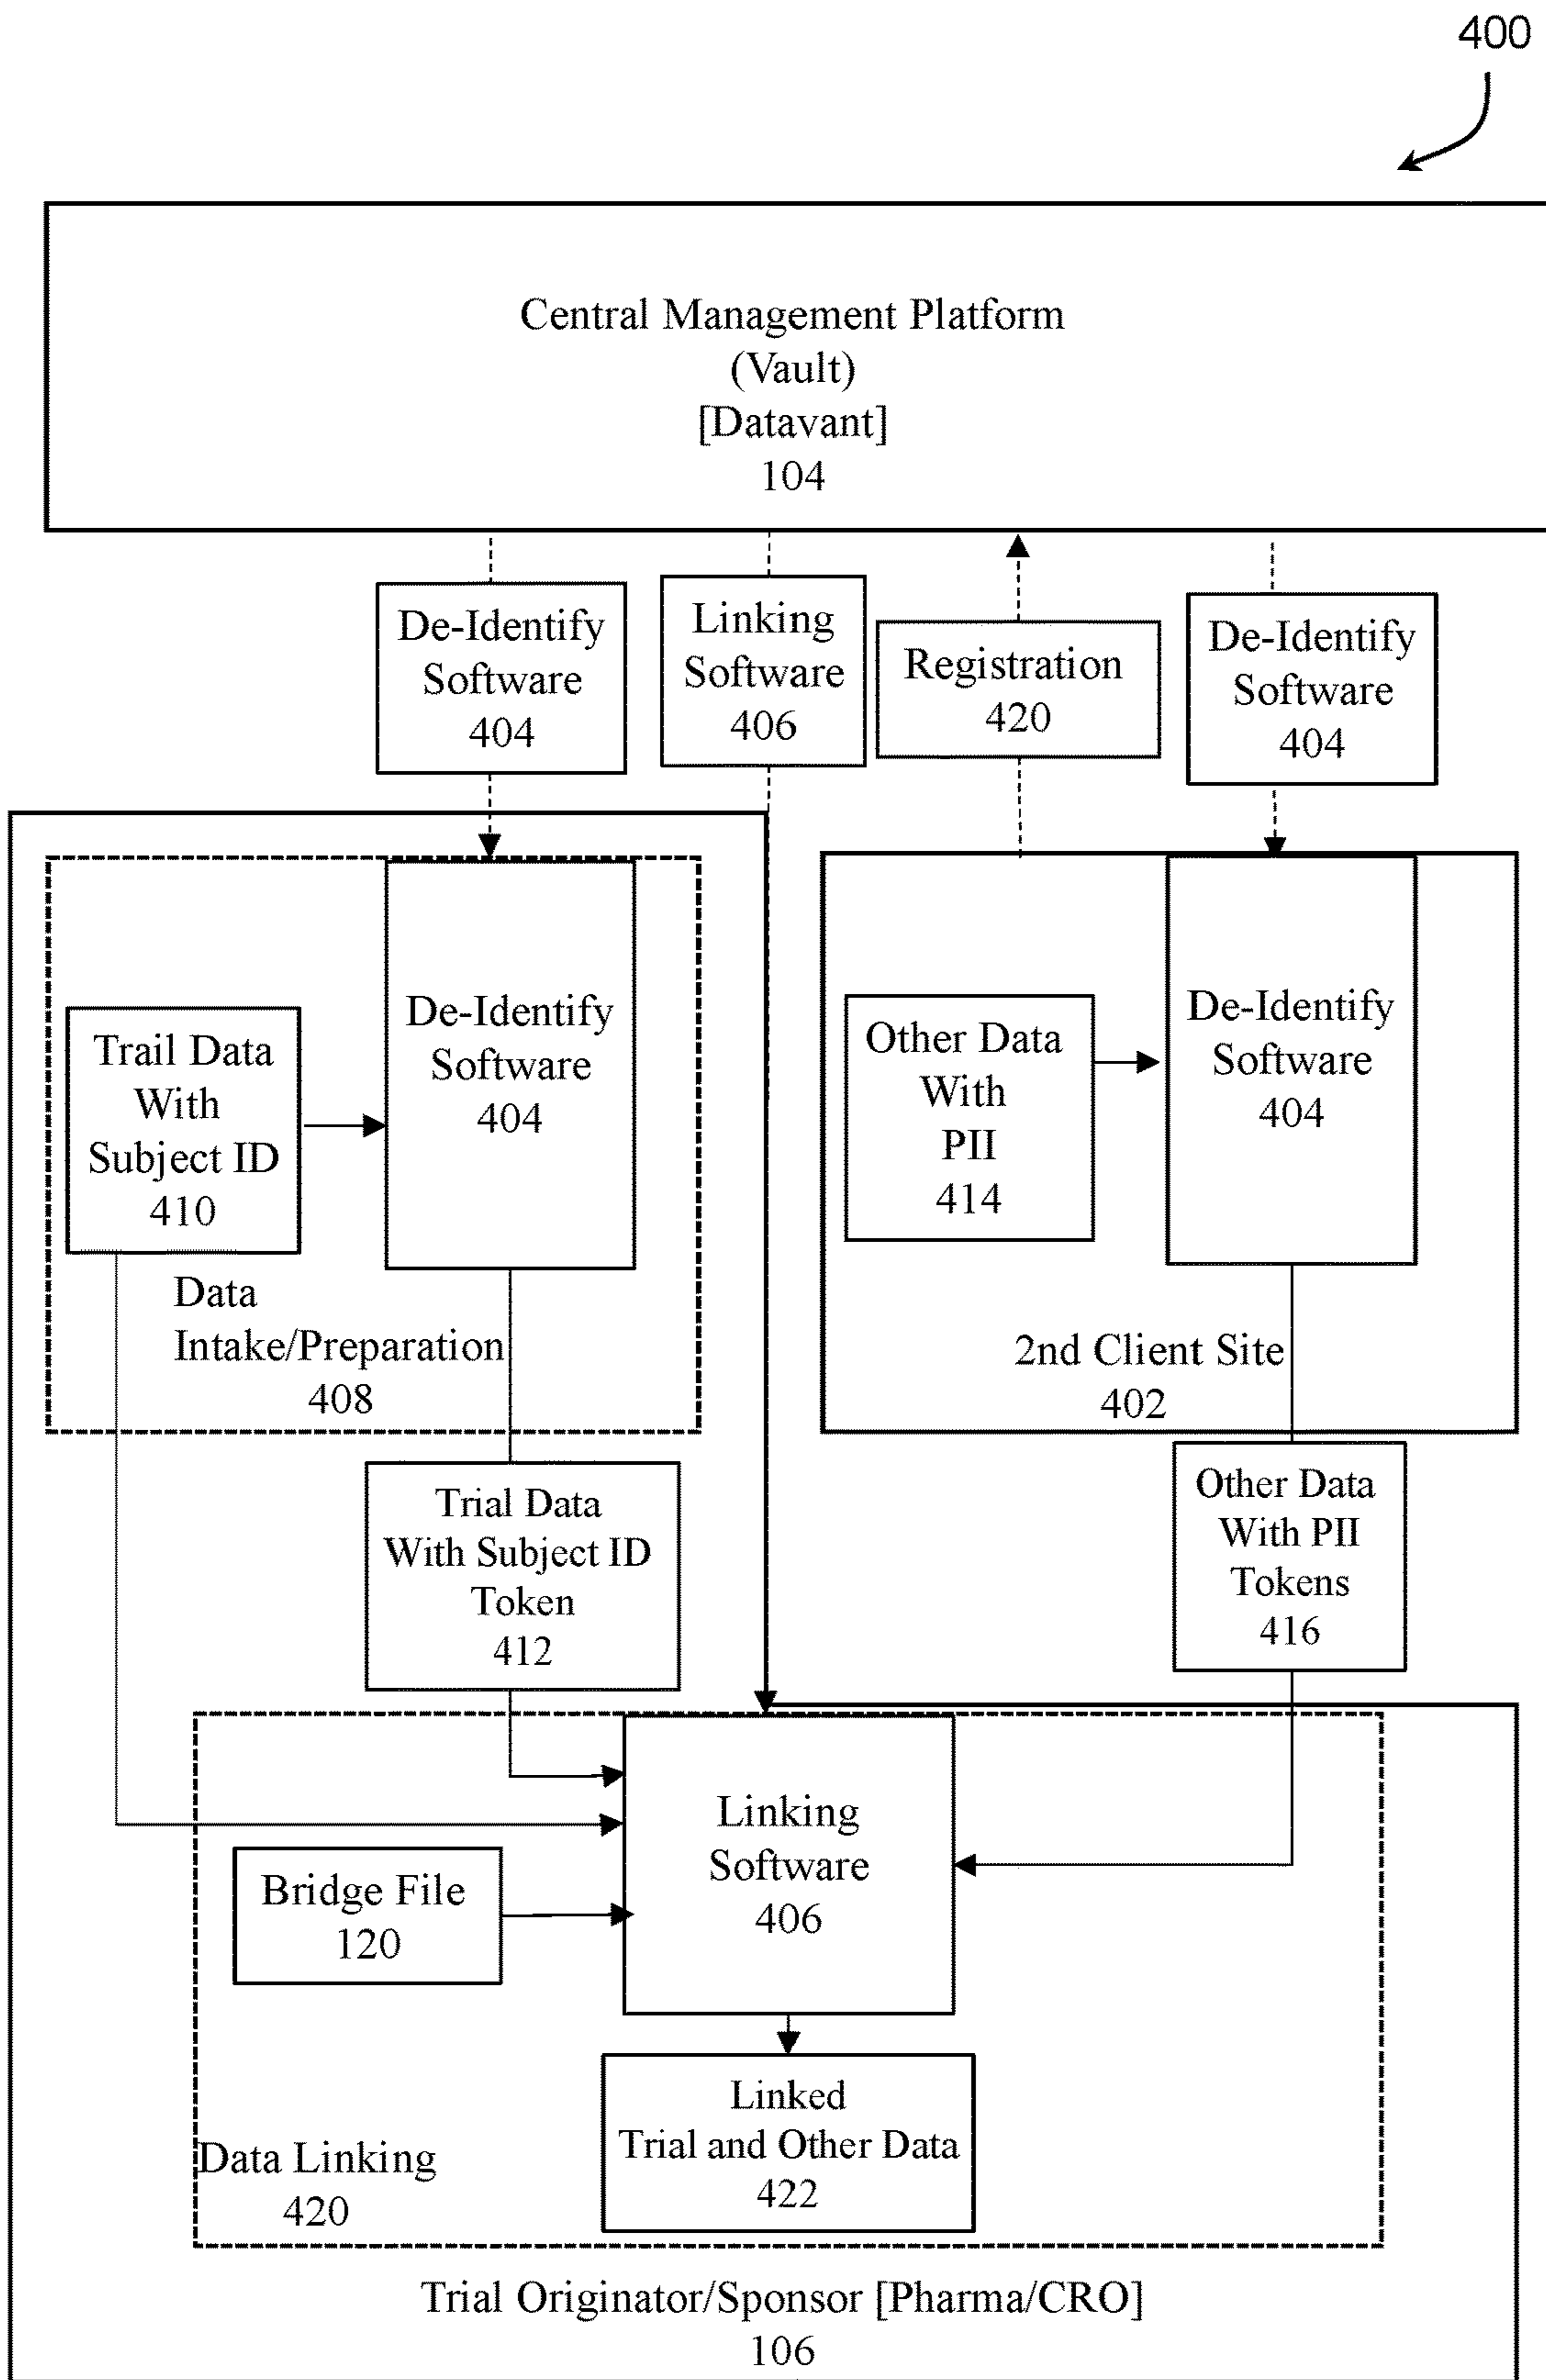 400
Central Management Platform
(Vault)
[Datavant]
104
De-Identify
Software
404
Linking
Software
406
Registration
420
De-Identify
Software
404
Trail Data
With
Subject ID
410
De-Identify
Software
404
Data
Intake/Preparation
408
Other Data
With
PII
414
De-Identify
Software
404
2nd Client Site
402
Trial Data
With Subject ID
Token
412
Other Data
With PII
Tokens
416
Linking
Software
406
Bridge File
120
Linked
Trial and Other Data
422
Data Linking
420
Trial Originator/Sponsor [Pharma/CRO]
106